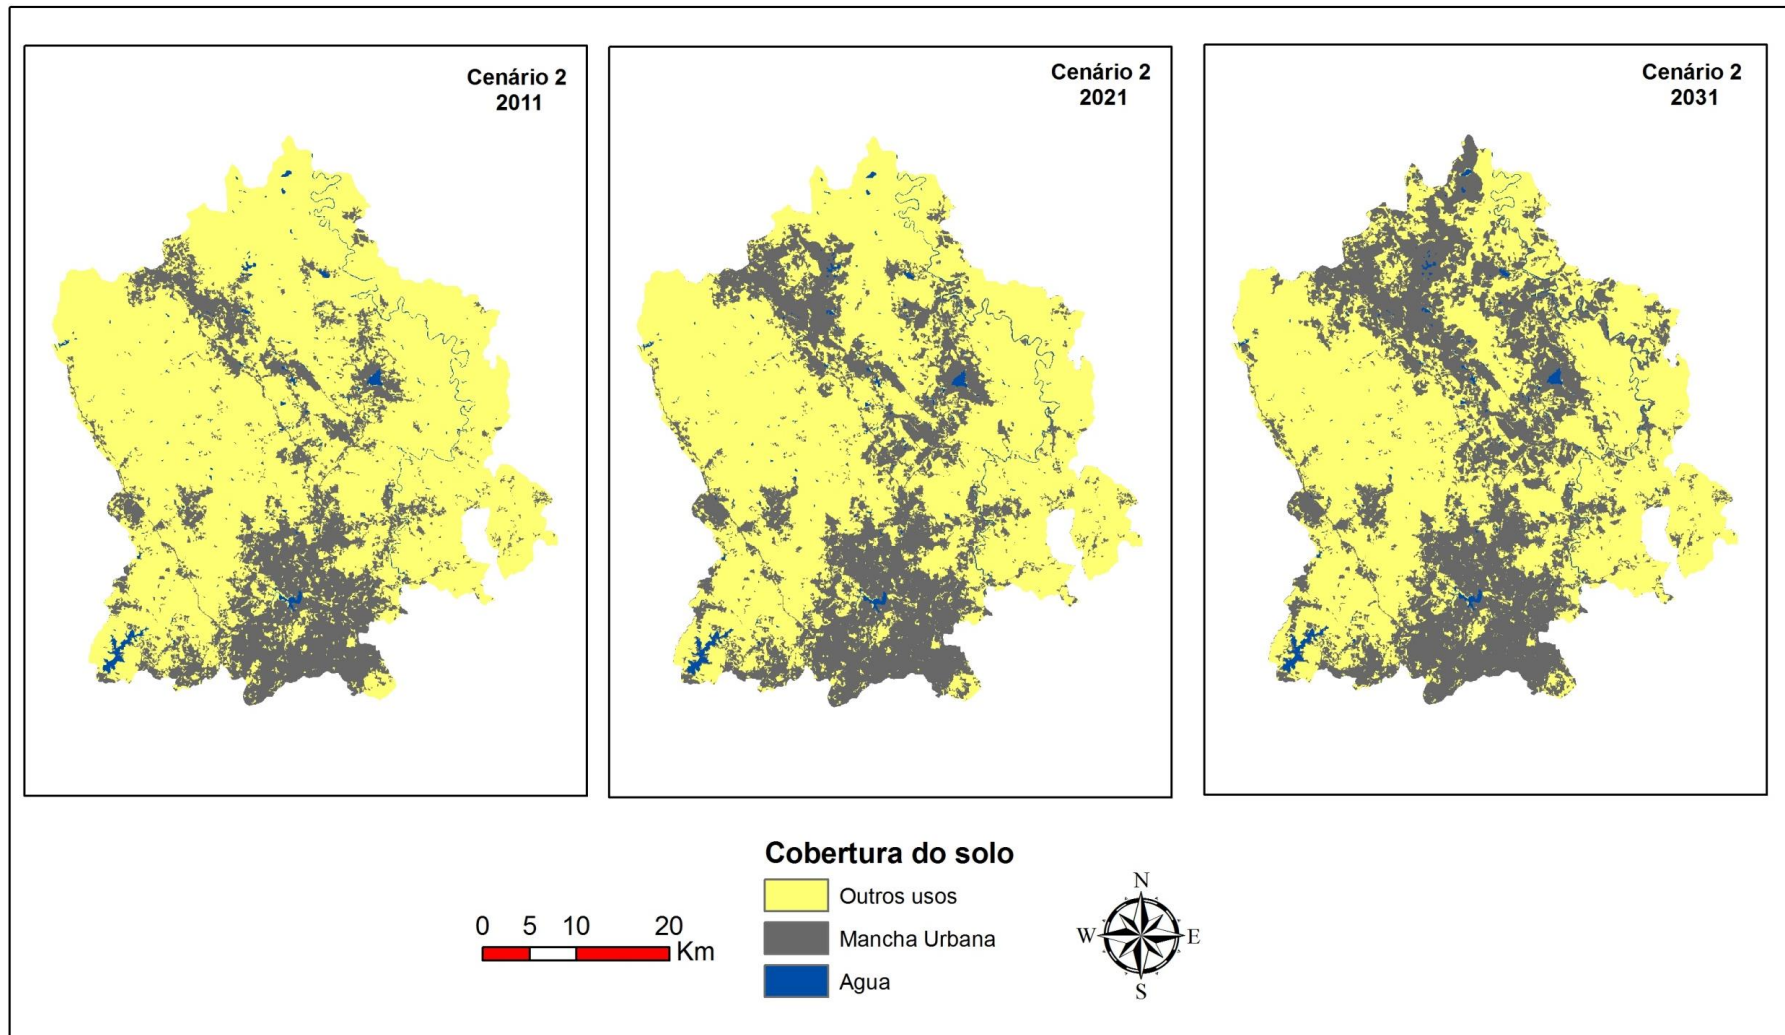 Cenário 2
2011
Cenário 2
2021
Cenário 2
2031
Cobertura do solo
Outros usos
Mancha Urbana
Agua
0 5 10 20
Km
N
W E
S